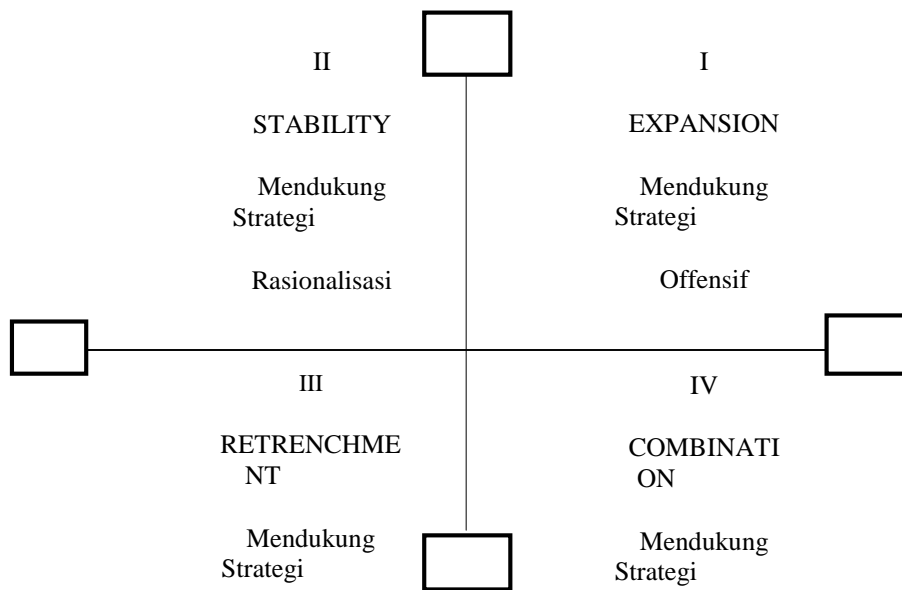 II
STABILITY
Mendukung
Strategi
Rasionalisasi
I
EXPANSION
Mendukung
Strategi
Offensif
III
RETRENCHME
NT
Mendukung
Strategi
IV
COMBINATI
ON
Mendukung
Strategi